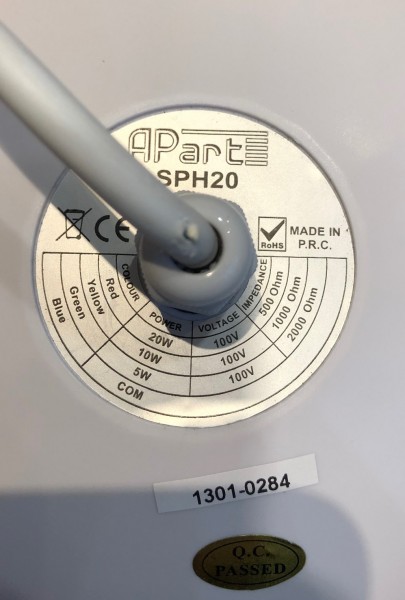 APart
SPH20
CE
RoHS
MADE IN
P.R.C.
COLOUR POWER VOLTAGE IMPEDANCE
Red 20W 100V 500 Ohm
Yellow 10W 100V 1000 Ohm
Green 5W 100V 2000 Ohm
Blue COM
1301-0284
Q.C.
PASSED